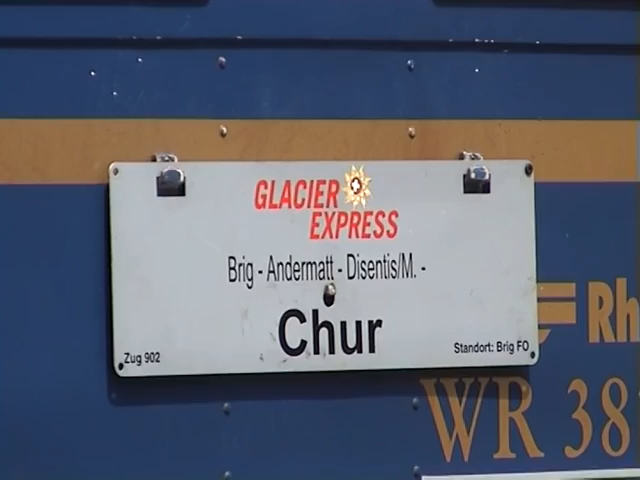 GLACIER
EXPRESS
Brig - Andermatt - Disentis/M. -
Chur
Zug 902
Standort: Brig FO
Rh
WR 38